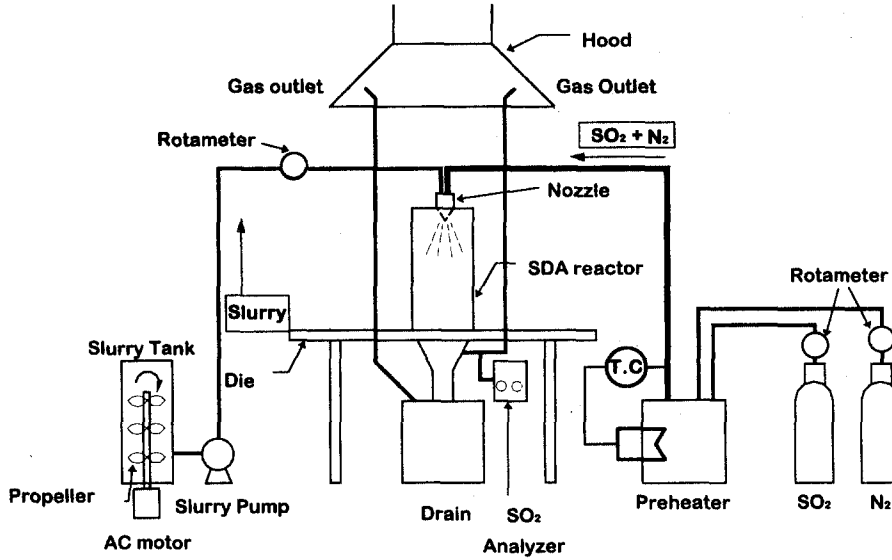 Hood
Gas outlet
Gas Outlet
Rotameter
SO₂ + N₂
Nozzle
SDA reactor
Rotameter
Slurry
Slurry Tank
Die
T.C
Propeller
Slurry Pump
Drain
SO₂
Analyzer
Preheater
SO₂
N₂
AC motor